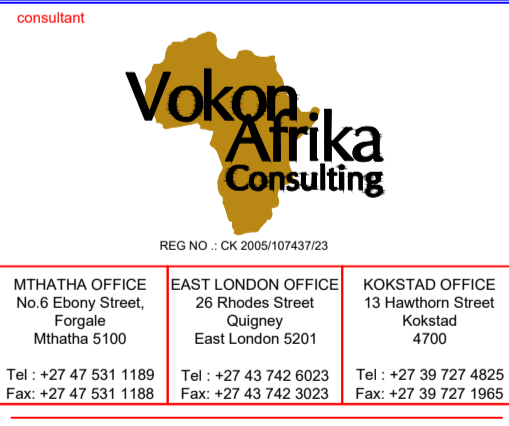 consultant
Vokon
Afrika
Consulting
REG NO .: CK 2005/107437/23
MTHATHA OFFICE
No.6 Ebony Street,
Forgale
Mthatha 5100
Tel : +27 47 531 1189
Fax: +27 47 531 1188
EAST LONDON OFFICE
26 Rhodes Street
Quigney
East London 5201
Tel : +27 43 742 6023
Fax: +27 43 742 3023
KOKSTAD OFFICE
13 Hawthorn Street
Kokstad
4700
Tel : +27 39 727 4825
Fax: +27 39 727 1965